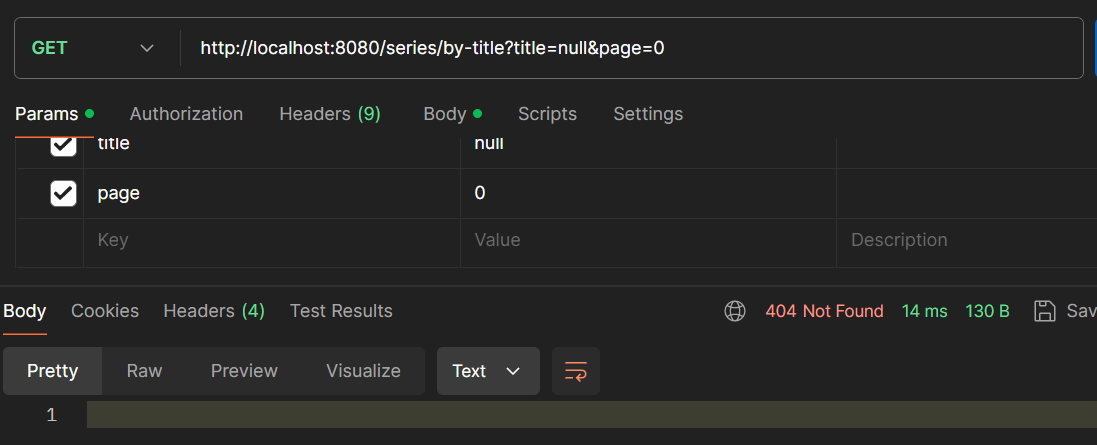 GET http://localhost:8080/series/by-title?title=null&page=0
Params Authorization Headers (9) Body Scripts Settings
title null
page 0
Key Value Description
Body Cookies Headers (4) Test Results 404 Not Found 14 ms 130 B Sav
Pretty Raw Preview Visualize Text
1